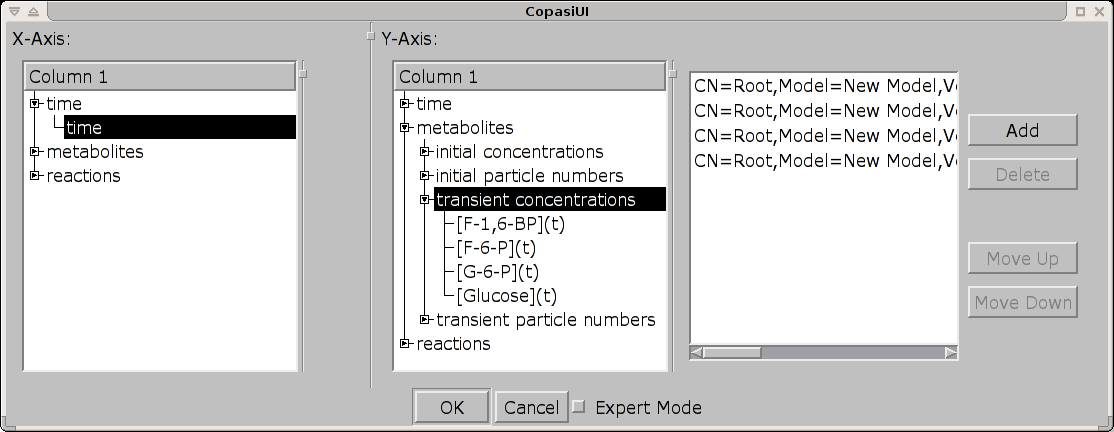 CopasiUI
X-Axis:
Column 1
time
time
metabolites
reactions
Y-Axis:
Column 1
time
metabolites
initial concentrations
initial particle numbers
transient concentrations
[F-1,6-BP](t)
[F-6-P](t)
[G-6-P](t)
[Glucose](t)
transient particle numbers
reactions
CN=Root,Model=New Model,Ve
CN=Root,Model=New Model,Ve
CN=Root,Model=New Model,Ve
CN=Root,Model=New Model,Ve
Add
Delete
Move Up
Move Down
OK
Cancel
Expert Mode